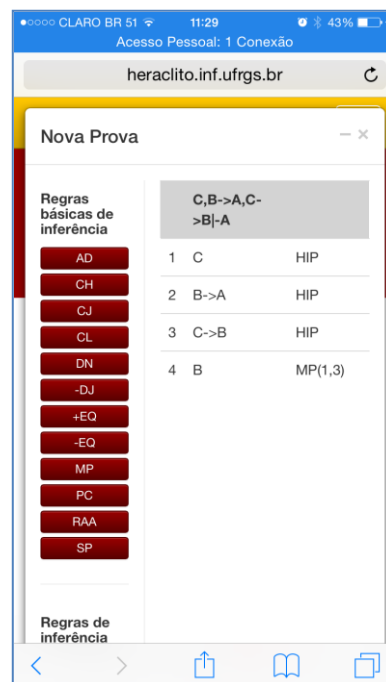 ●○○○○ CLARO BR 51 11:29 43%
Acesso Pessoal: 1 Conexão
heraclito.inf.ufrgs.br
Nova Prova
Regras
básicas de
inferência
AD
CH
CJ
CL
DN
-DJ
+EQ
-EQ
MP
PC
RAA
SP
Regras de
inferência
C,B->A,C-
>B|-A
1 C HIP
2 B->A HIP
3 C->B HIP
4 B MP(1,3)